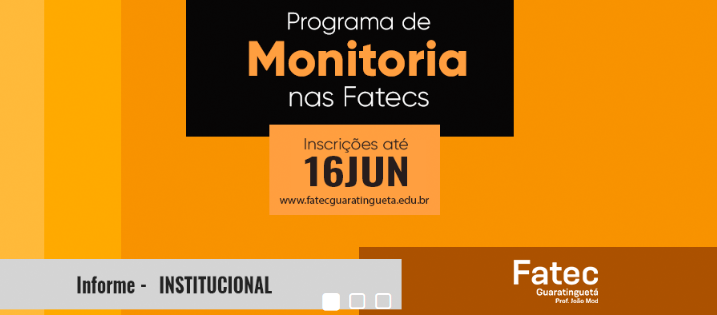 Programa de
Monitoria
nas Fatecs
Inscrições até
16JUN
www.fatecguaratingueta.edu.br
Informe - INSTITUCIONAL
Fatec
Guaratinguetá
Prof. João Mod